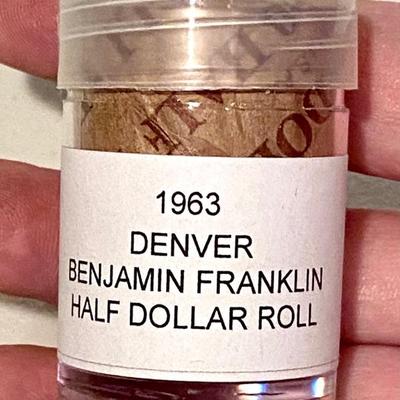 1963
DENVER
BENJAMIN FRANKLIN
HALF DOLLAR ROLL